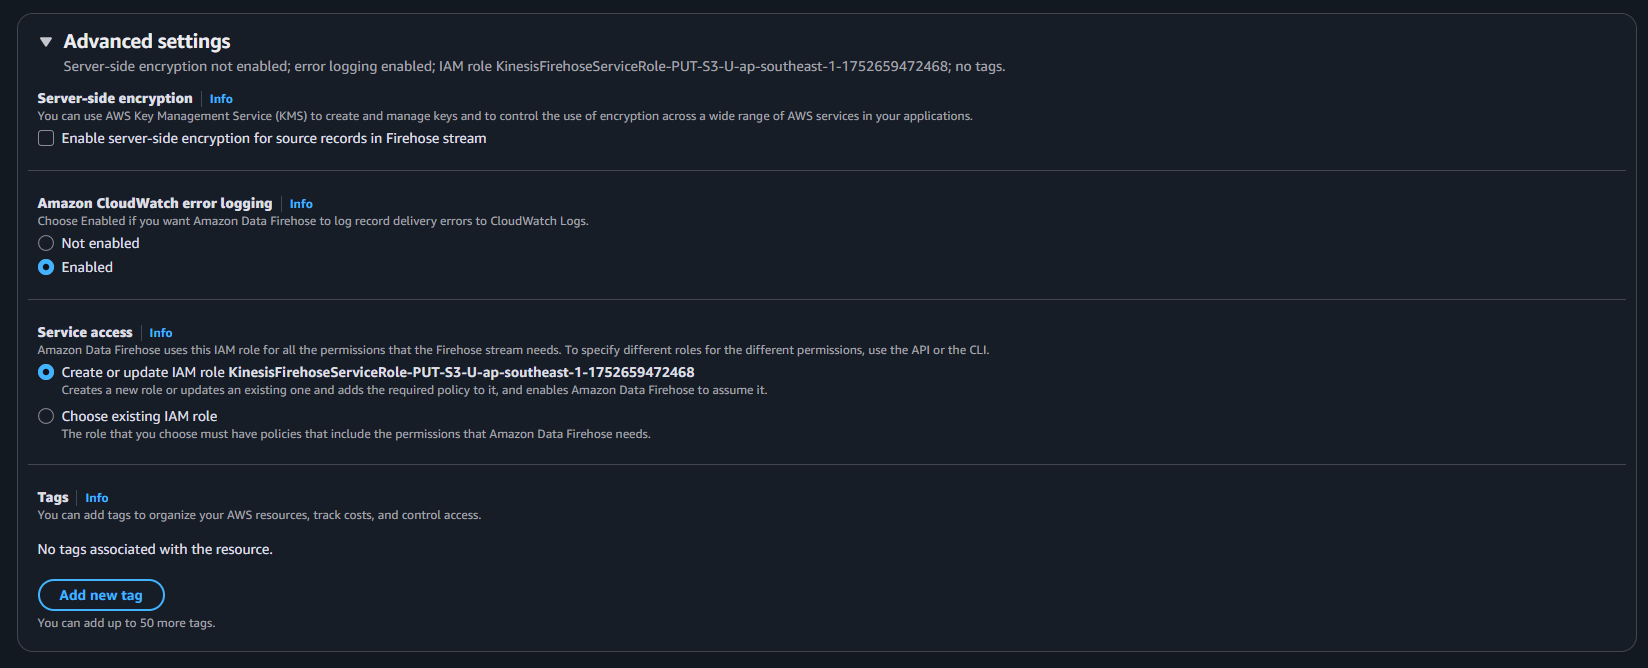 Advanced settings
Server-side encryption not enabled; error logging enabled; IAM role KinesisFirehoseServiceRole-PUT-S3-U-ap-southeast-1-1752659472468; no tags.
Server-side encryption Info
You can use AWS Key Management Service (KMS) to create and manage keys and to control the use of encryption across a wide range of AWS services in your applications.
Enable server-side encryption for source records in Firehose stream
Amazon CloudWatch error logging Info
Choose Enabled if you want Amazon Data Firehose to log record delivery errors to CloudWatch Logs.
Not enabled
Enabled
Service access Info
Amazon Data Firehose uses this IAM role for all the permissions that the Firehose stream needs. To specify different roles for the different permissions, use the API or the CLI.
Create or update IAM role KinesisFirehoseServiceRole-PUT-S3-U-ap-southeast-1-1752659472468
Creates a new role or updates an existing one and adds the required policy to it, and enables Amazon Data Firehose to assume it.
Choose existing IAM role
The role that you choose must have policies that include the permissions that Amazon Data Firehose needs.
Tags Info
You can add tags to organize your AWS resources, track costs, and control access.
No tags associated with the resource.
Add new tag
You can add up to 50 more tags.